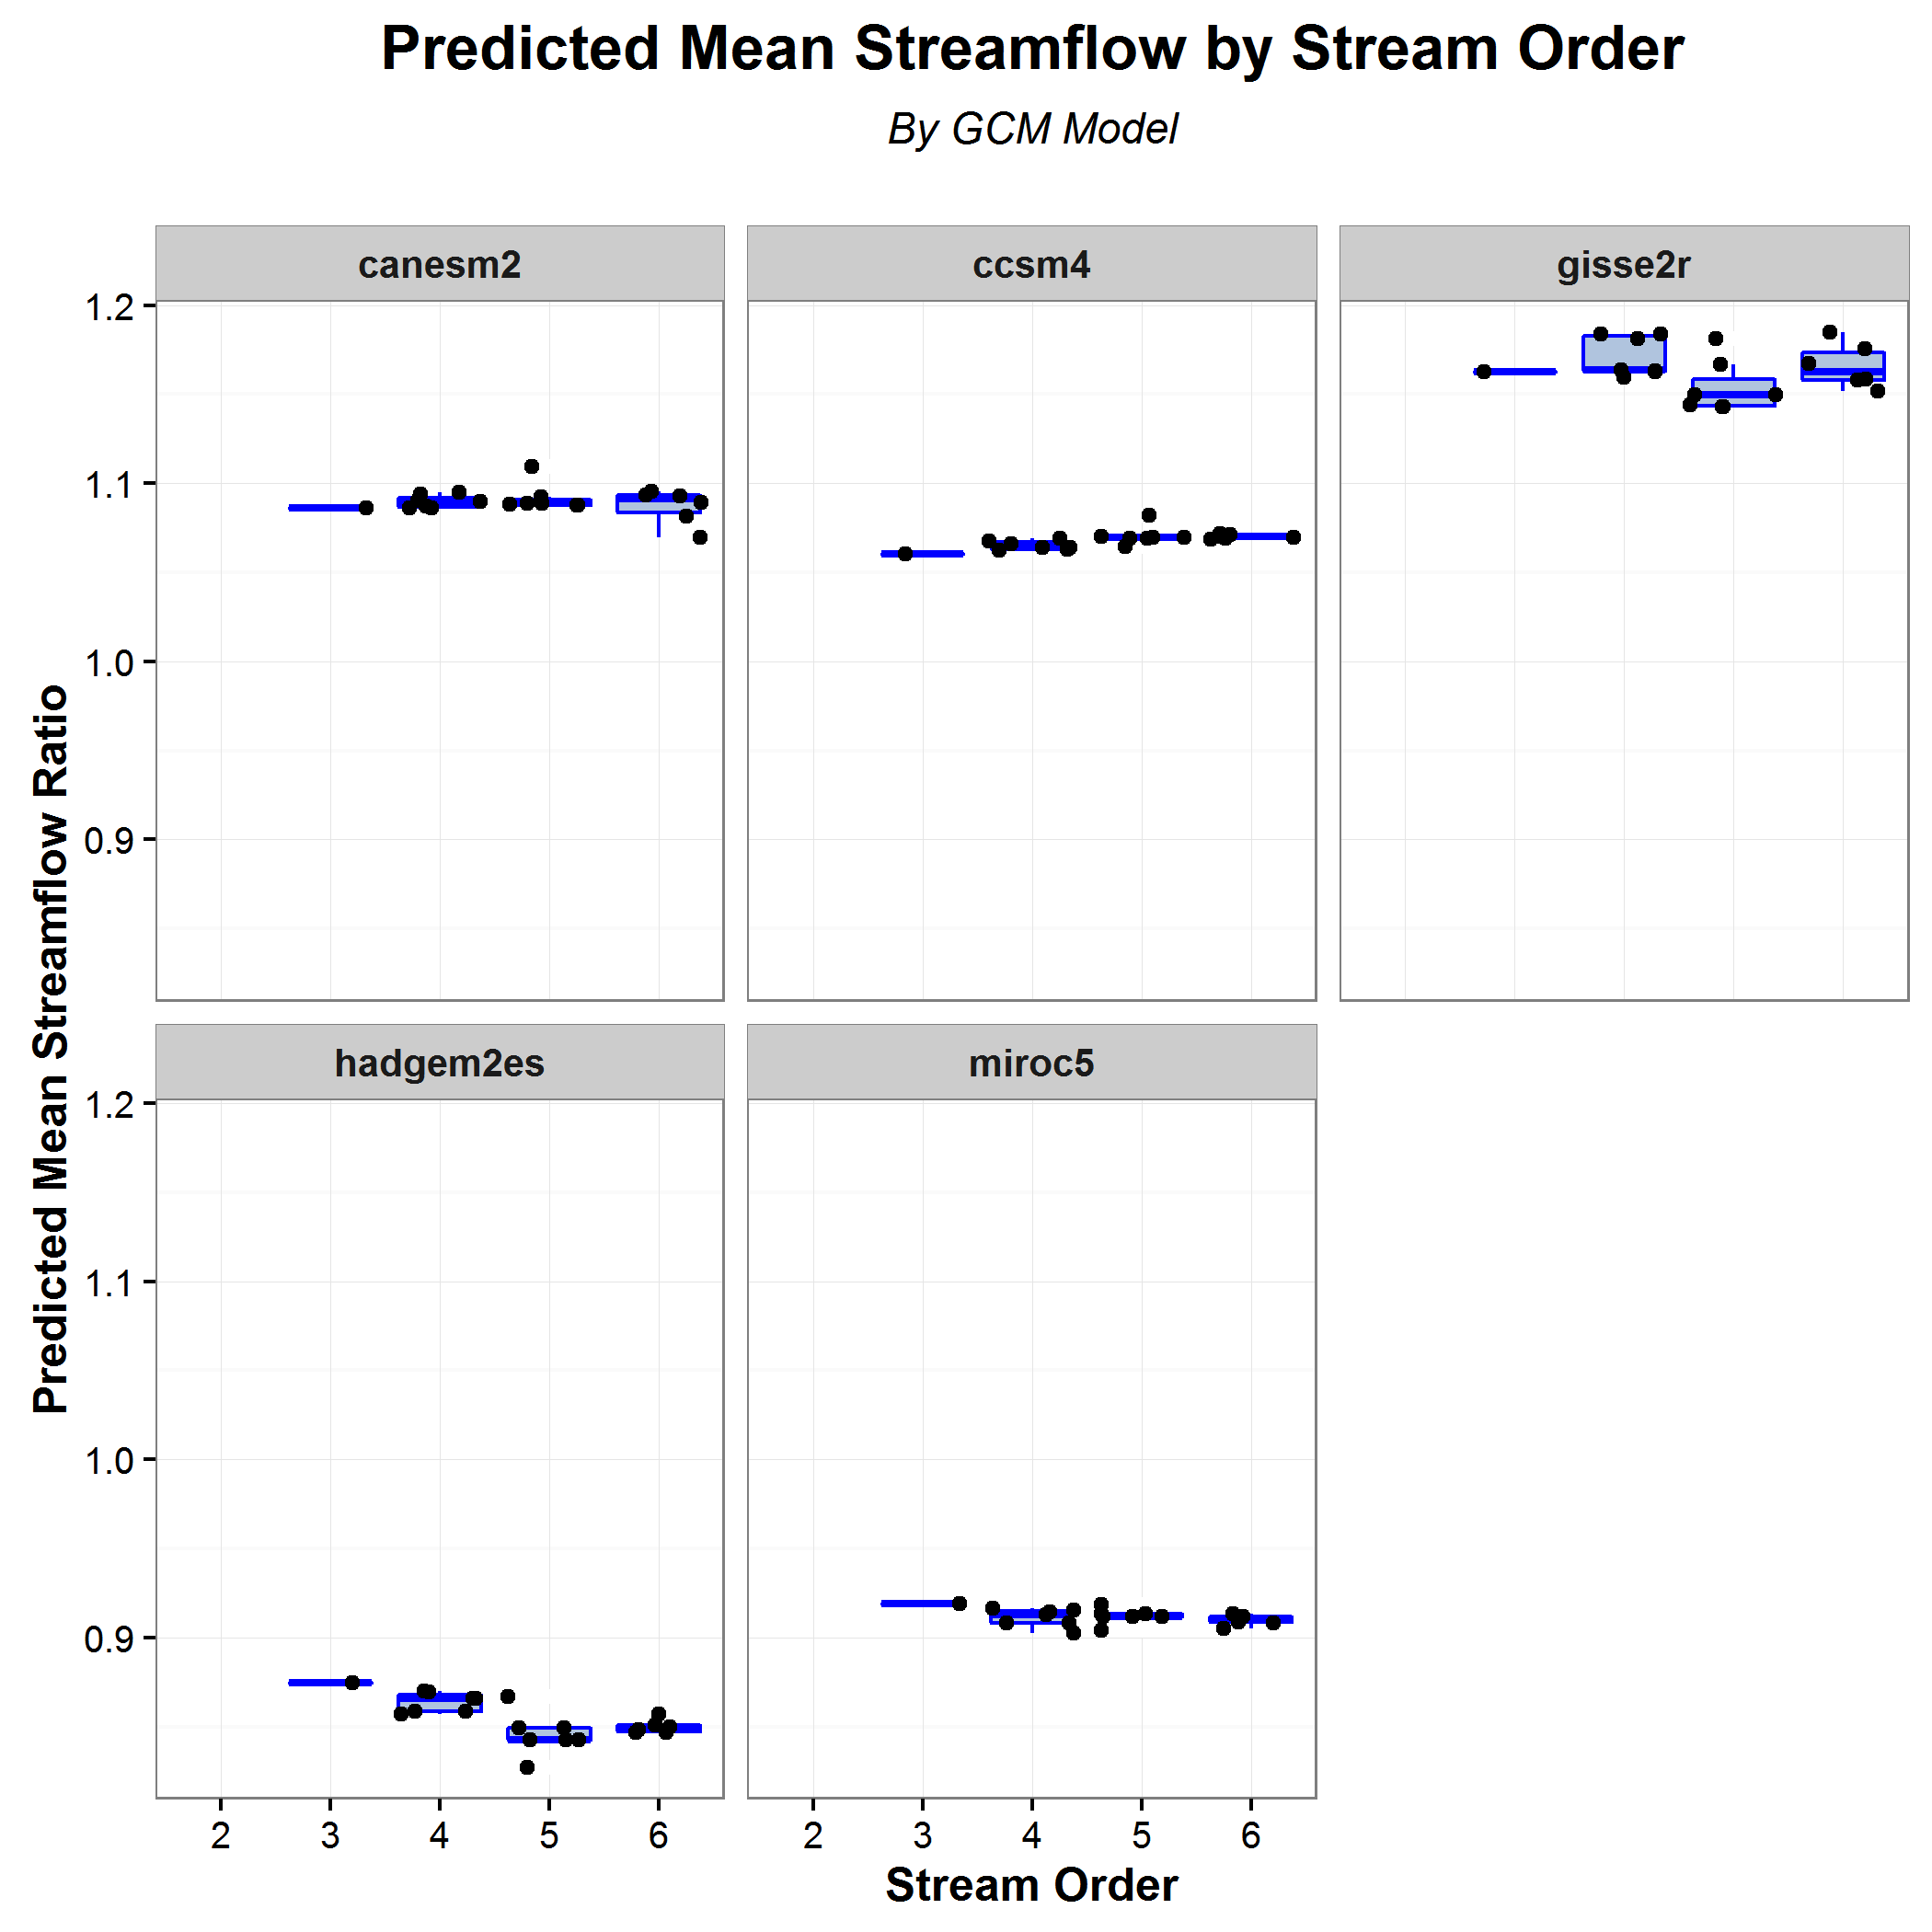 Predicted Mean Streamflow by Stream Order
By GCM Model
canesm2
ccsm4
gisse2r
1.2
1.1
1.0
0.9
Predicted Mean Streamflow Ratio
hadgem2es
miroc5
1.2
1.1
1.0
0.9
2 3 4 5 6
2 3 4 5 6
Stream Order